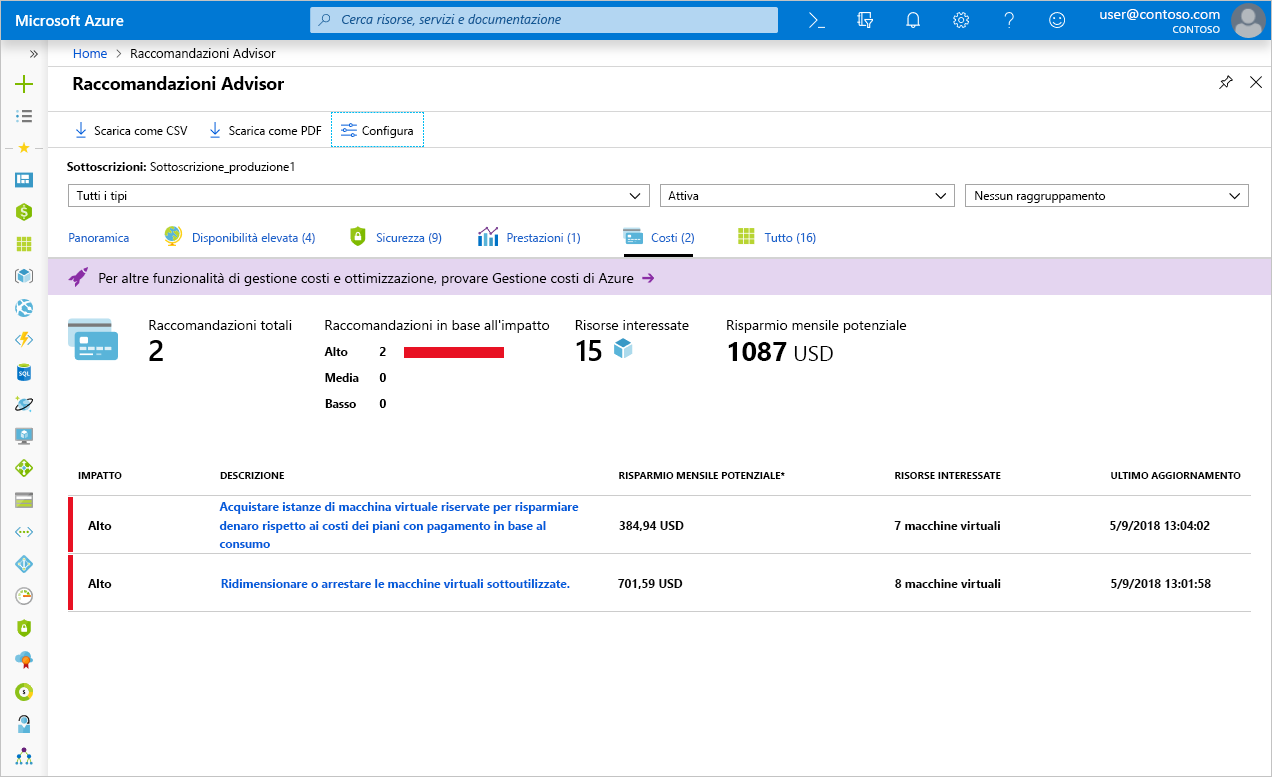 Microsoft Azure
Cerca risorse, servizi e documentazione
user@contoso.com
CONTOSO
Home > Raccomandazioni Advisor
Raccomandazioni Advisor
Scarica come CSV Scarica come PDF Configura
Sottoscrizioni: Sottoscrizione_produzione1
Tutti i tipi Attiva Nessun raggruppamento
Panoramica Disponibilità elevata (4) Sicurezza (9) Prestazioni (1) Costi (2) Tutto (16)
Per altre funzionalità di gestione costi e ottimizzazione, provare Gestione costi di Azure →
Raccomandazioni totali Raccomandazioni in base all'impatto Risorse interessate Risparmio mensile potenziale
2 Alto 2 15 1087 USD
Media 0
Basso 0
IMPATTO DESCRIZIONE RISPARMIO MENSILE POTENZIALE* RISORSE INTERESSATE ULTIMO AGGIORNAMENTO
Acquistare istanze di macchina virtuale riservate per risparmiare
Alto denaro rispetto ai costi dei piani con pagamento in base al 384,94 USD 7 macchine virtuali 5/9/2018 13:04:02
consumo
Alto Ridimensionare o arrestare le macchine virtuali sottoutilizzate. 701,59 USD 8 macchine virtuali 5/9/2018 13:01:58